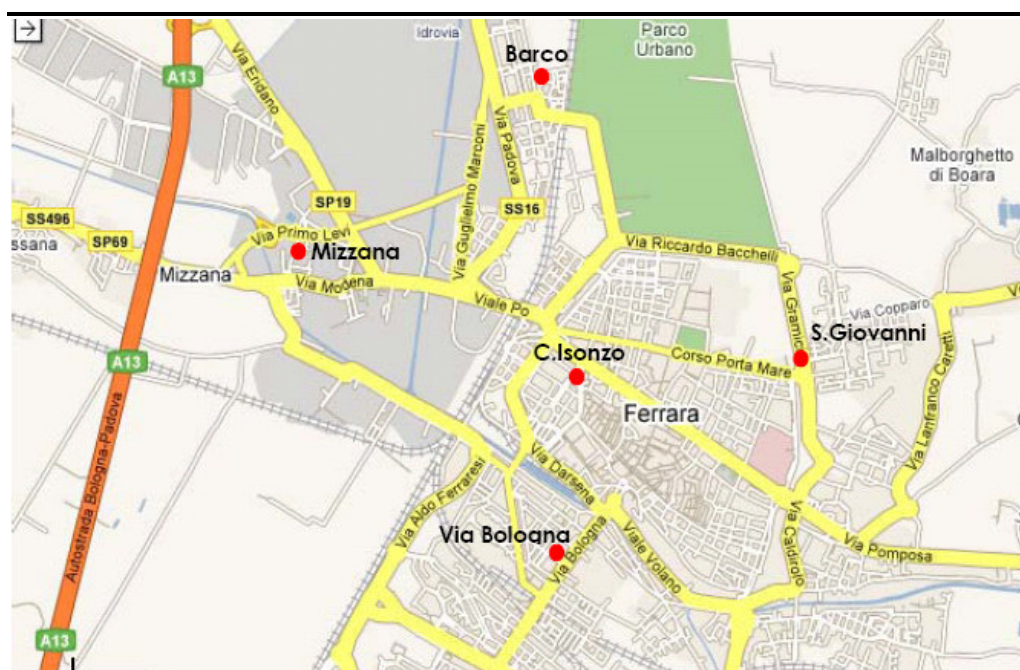 Barco
Idrovia
Parco
Urbano
A13
Via Eridano
Via Guglielmo Marconi
Via Padova
Malborghetto
di Boara
SP19
SS16
SS496
SP69
Via Primo Levi
Mizzana
Mizzana
Via Modena
Viale Po
Via Riccardo Bacchelli
Via Gramic
Via Copparo
S.Giovanni
A13
C.Isonzo
Corso Porta Mare
Ferrara
Via Lanfranco Caretti
Via Darsena
Via Aldo Ferraresi
Autostrada Bologna-Padova
Via Bologna
Via Bologna
Viale Volano
Via Caldirolo
Via Pomposa
A13